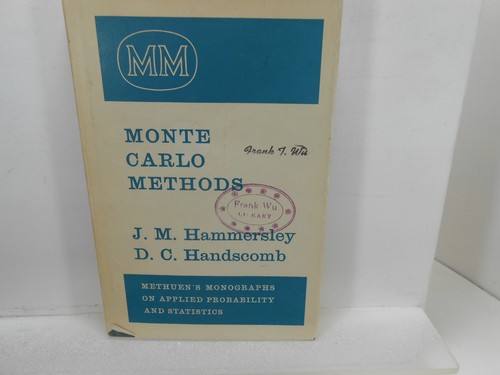 MM
MONTE
CARLO
METHODS
Frank T. Wu
Frank Wu
LIBRARY
J. M. Hammersley
D. C. Handscomb
METHUEN'S MONOGRAPHS
ON APPLIED PROBABILITY
AND STATISTICS